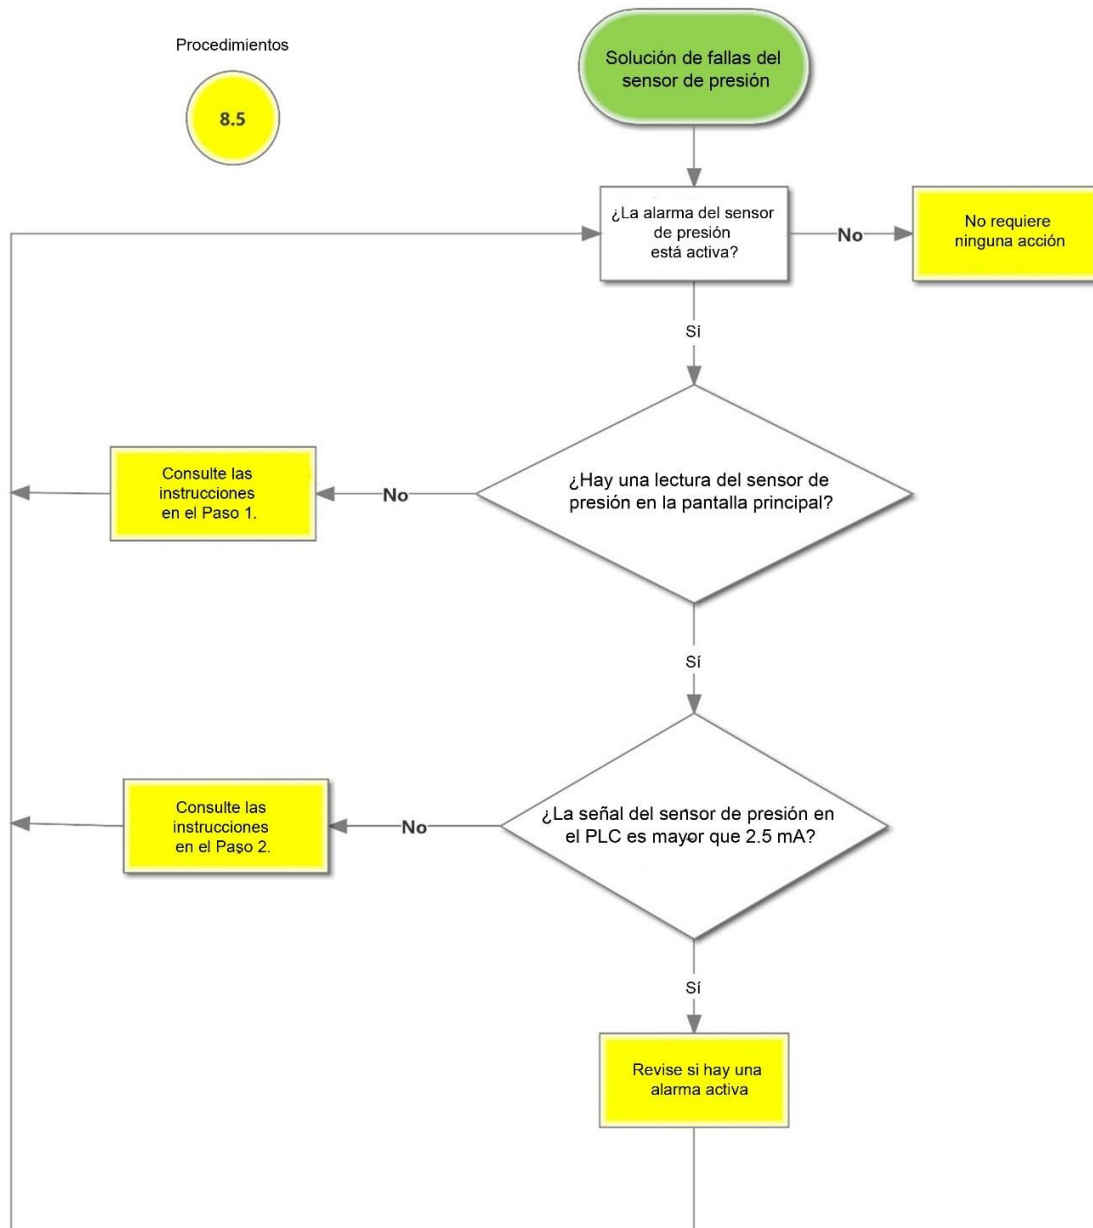 Procedimientos
8.5
Solución de fallas del
sensor de presión
¿La alarma del sensor
de presión
está activa?
No
No requiere
ninguna acción
Sí
¿Hay una lectura del sensor de
presión en la pantalla principal?
No
Consulte las
instrucciones
en el Paso 1.
Sí
¿La señal del sensor de presión en
el PLC es mayor que 2.5 mA?
No
Consulte las
instrucciones
en el Paso 2.
Sí
Revise si hay una
alarma activa